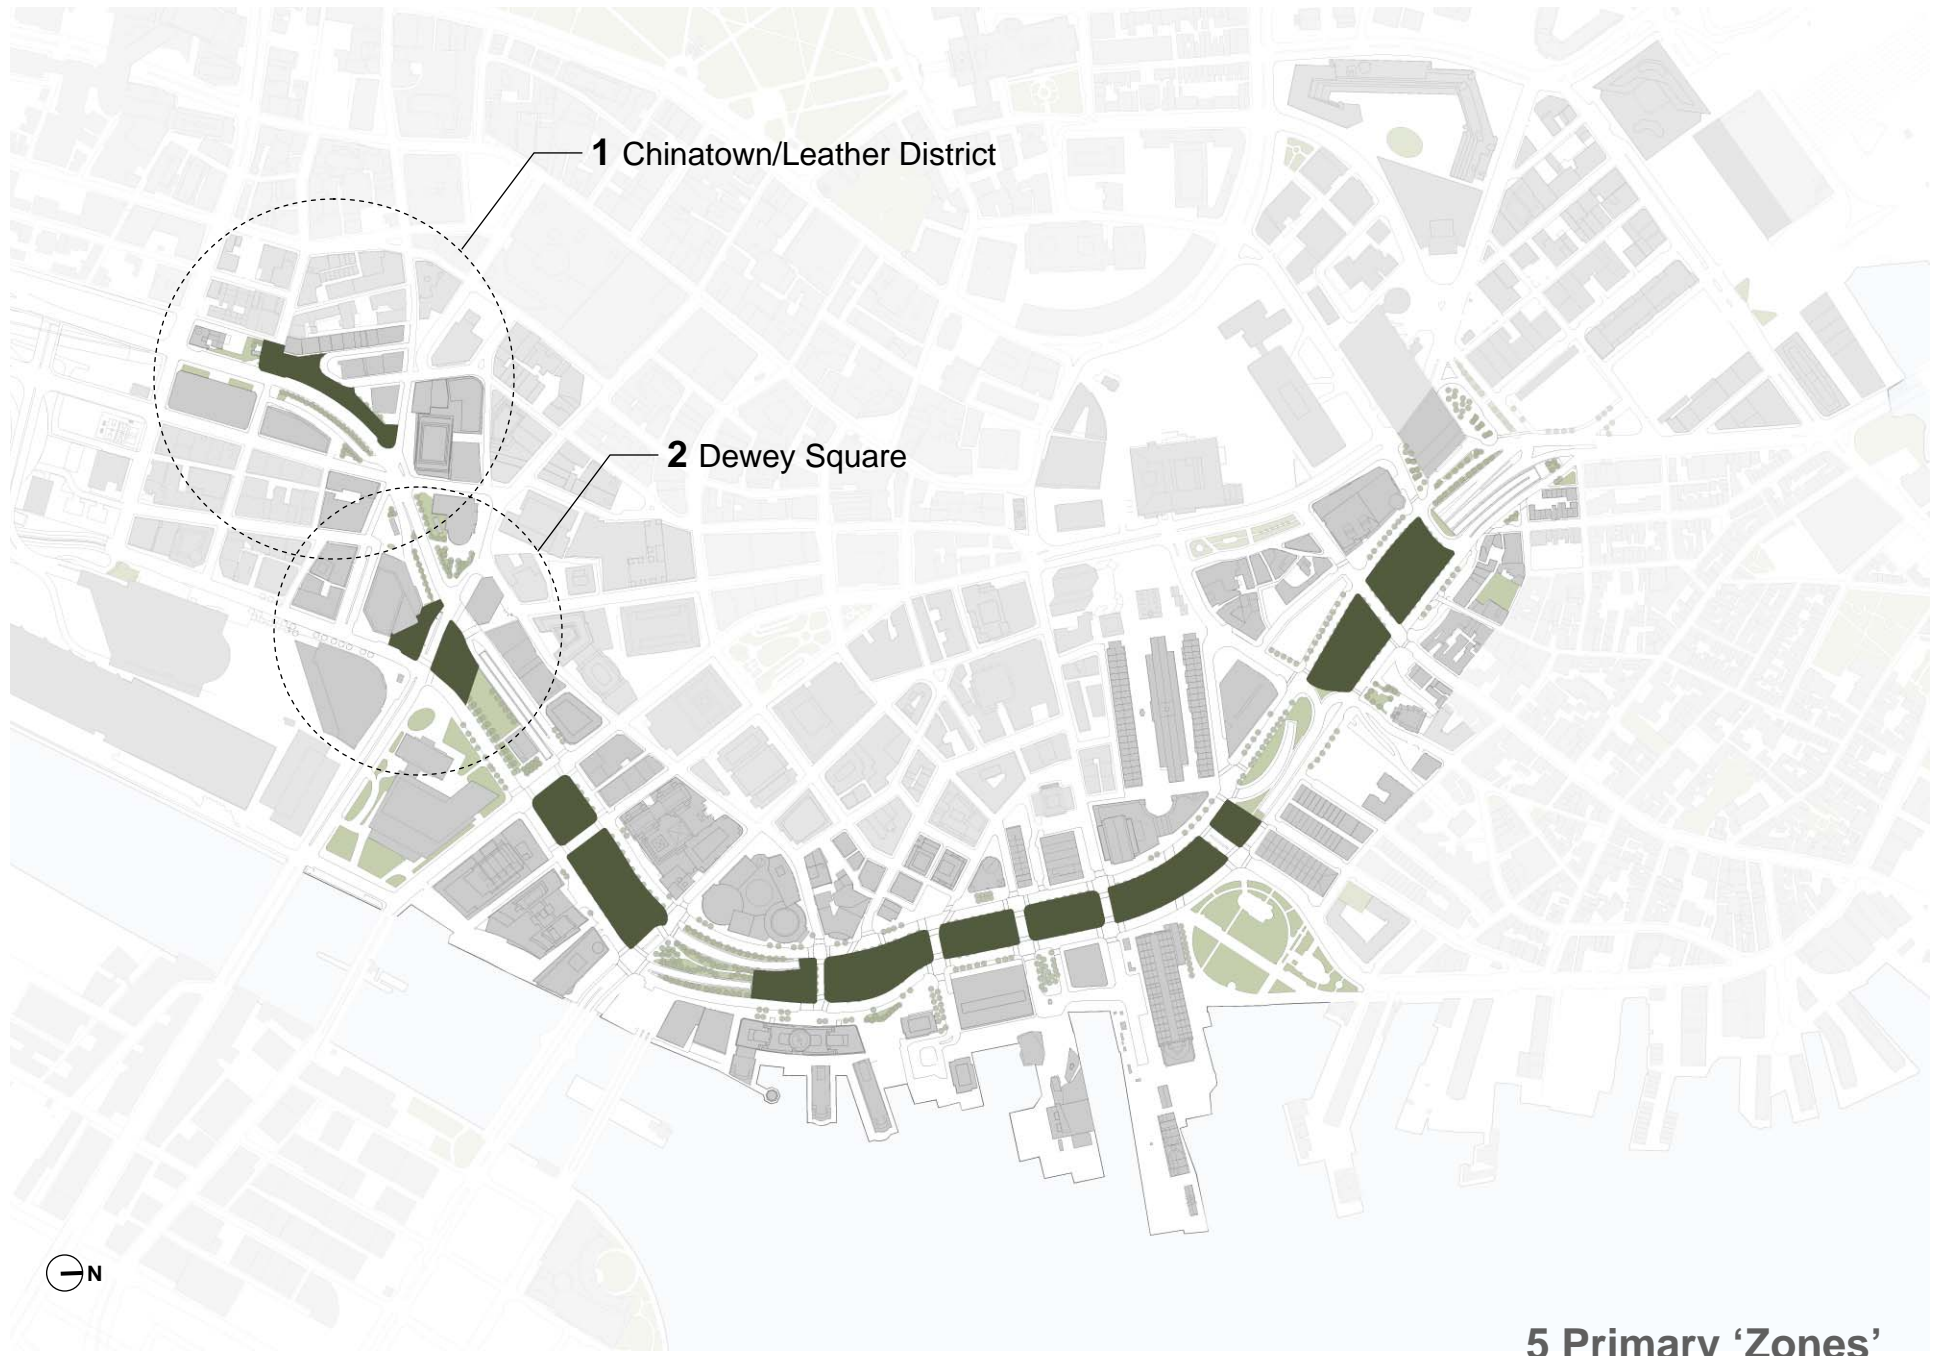 1 Chinatown/Leather District
2 Dewey Square
N
5 Primary ‘Zones’